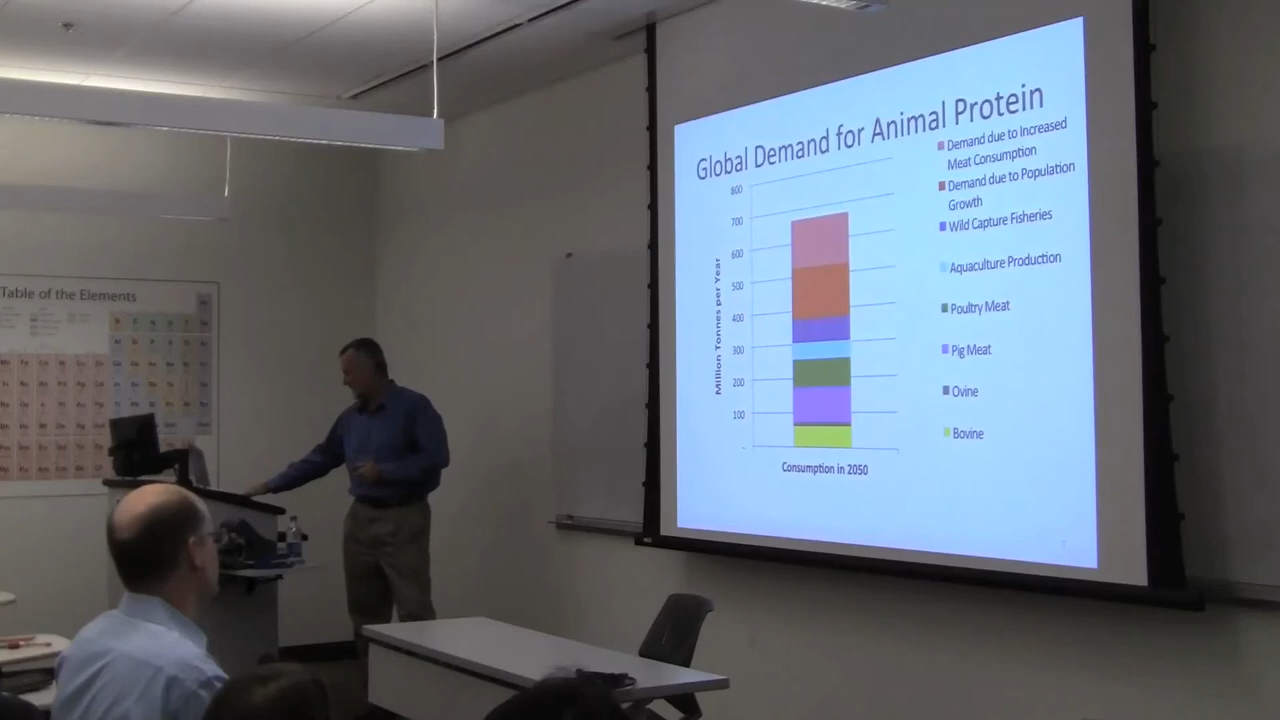 Global Demand for Animal Protein
Demand due to Increased
Meat Consumption
Demand due to Population
Growth
Wild Capture Fisheries
Aquaculture Production
Poultry Meat
Pig Meat
Ovine
Bovine
Million Tonnes per Year
800
700
600
500
400
300
200
100
-
Consumption in 2050
Table of the Elements